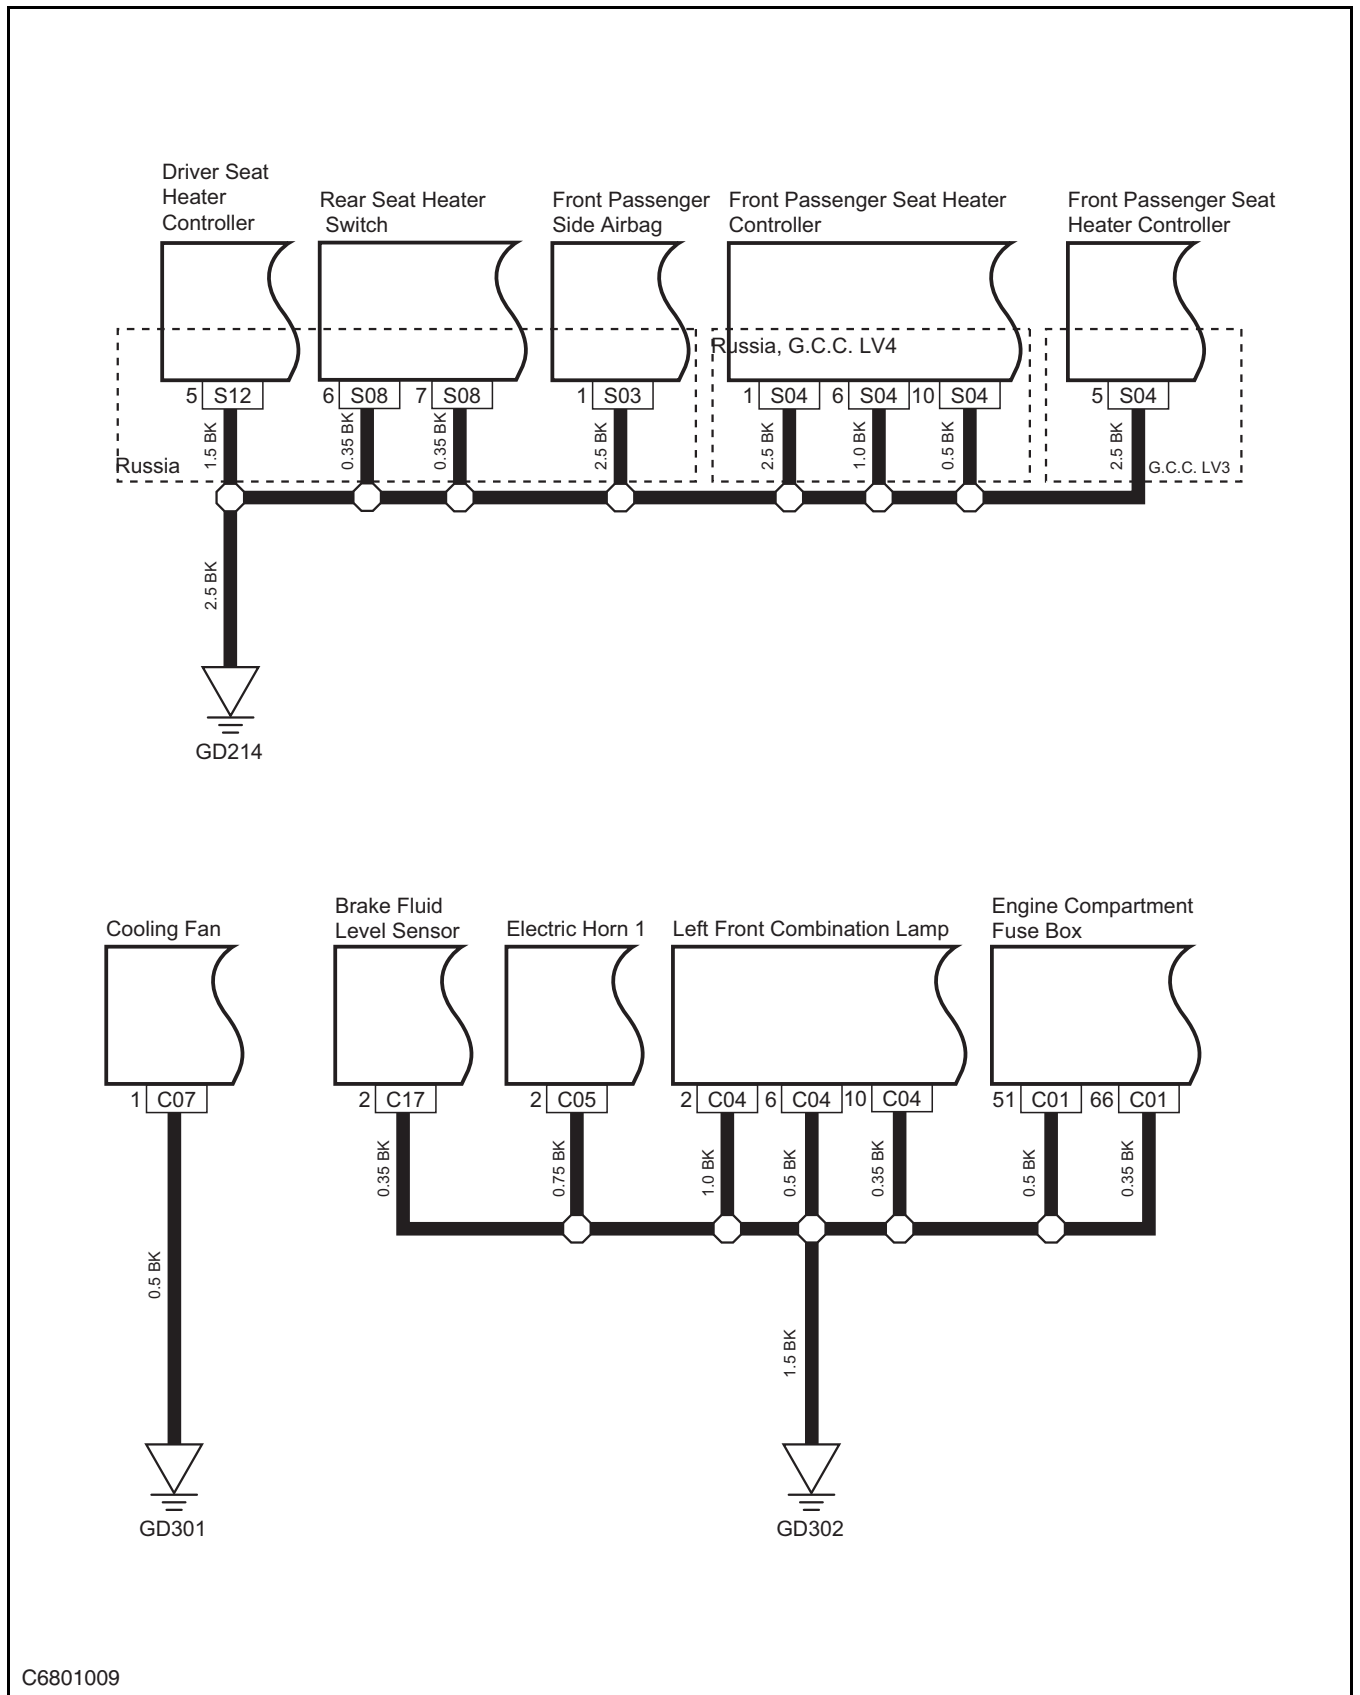 Driver Seat
Heater
Controller
Rear Seat Heater
Switch
Front Passenger
Side Airbag
Front Passenger Seat Heater
Controller
Front Passenger Seat
Heater Controller
Russia, G.C.C. LV4
5 S12
6 S08
7 S08
1 S03
1 S04
6 S04
10 S04
5 S04
1.5 BK
0.35 BK
0.35 BK
2.5 BK
2.5 BK
1.0 BK
0.5 BK
2.5 BK
Russia
G.C.C. LV3
2.5 BK
GD214
Cooling Fan
Brake Fluid
Level Sensor
Electric Horn 1
Left Front Combination Lamp
Engine Compartment
Fuse Box
1 C07
2 C17
2 C05
2 C04
6 C04
10 C04
51 C01
66 C01
0.35 BK
0.75 BK
1.0 BK
0.5 BK
0.35 BK
0.5 BK
0.35 BK
0.5 BK
1.5 BK
GD301
GD302
C6801009